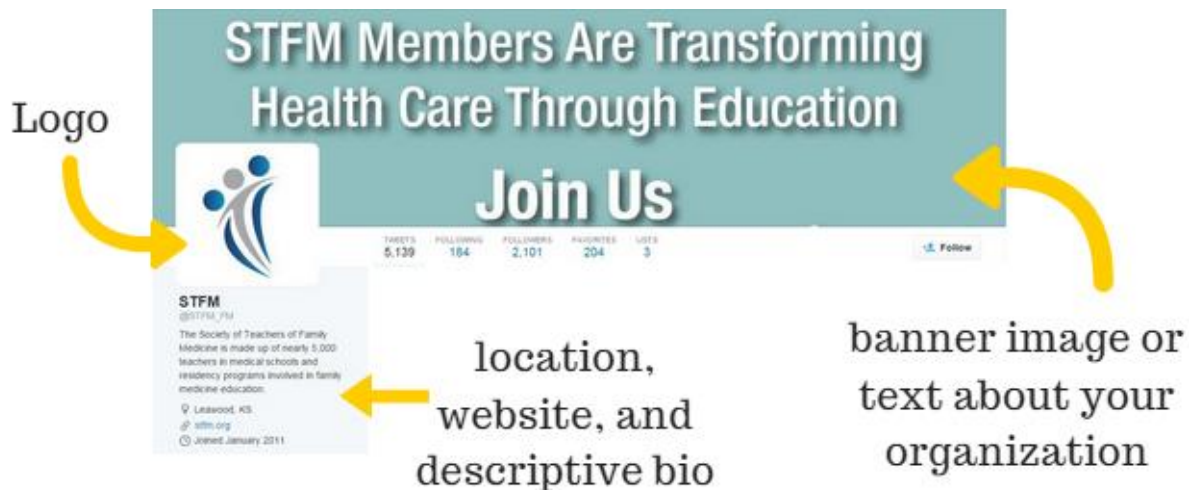 STFM Members Are Transforming
Health Care Through Education
Join Us
Logo
TWEETS FOLLOWING FOLLOWERS FAVORITES LISTS
5,139 184 2,101 204 3
Follow
STFM
@STFM_FM
The Society of Teachers of Family
Medicine is made up of nearly 5,000
teachers in medical schools and
residency programs involved in family
medicine education.
Leawood, KS
stfm.org
Joined January 2011
location,
website, and
descriptive bio
banner image or
text about your
organization